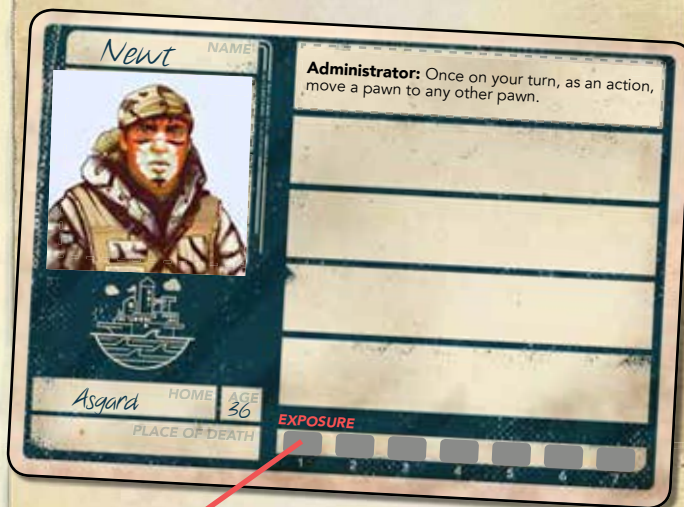 Newt NAME
Administrator: Once on your turn, as an action,
move a pawn to any other pawn.
Asgard HOME AGE
36
PLACE OF DEATH
EXPOSURE
1 2 3 4 5 6 7